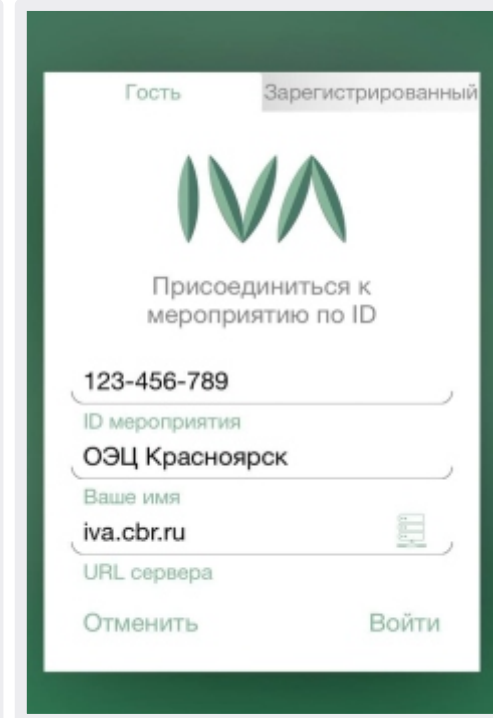 Гость Зарегистрированный
IVA
Присоединиться к
мероприятию по ID
123-456-789
ID мероприятия
ОЭЦ Красноярск
Ваше имя
iva.cbr.ru
URL сервера
Отменить Войти